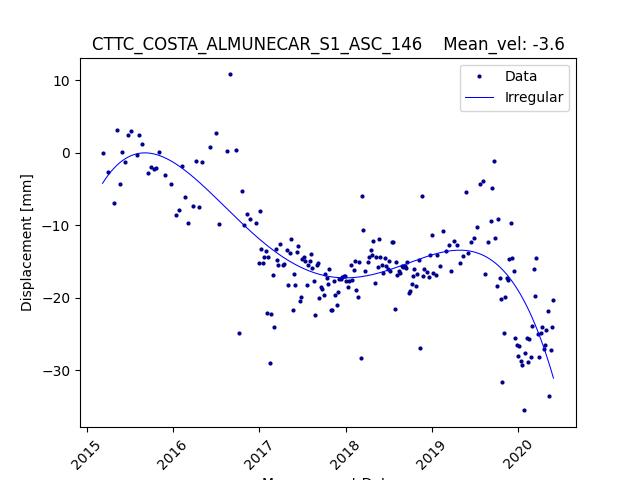 CTTC_COSTA_ALMUNECAR_S1_ASC_146 Mean_vel: -3.6
Data
Irregular
10
0
−10
−20
−30
Displacement [mm]
2015
2016
2017
2018
2019
2020